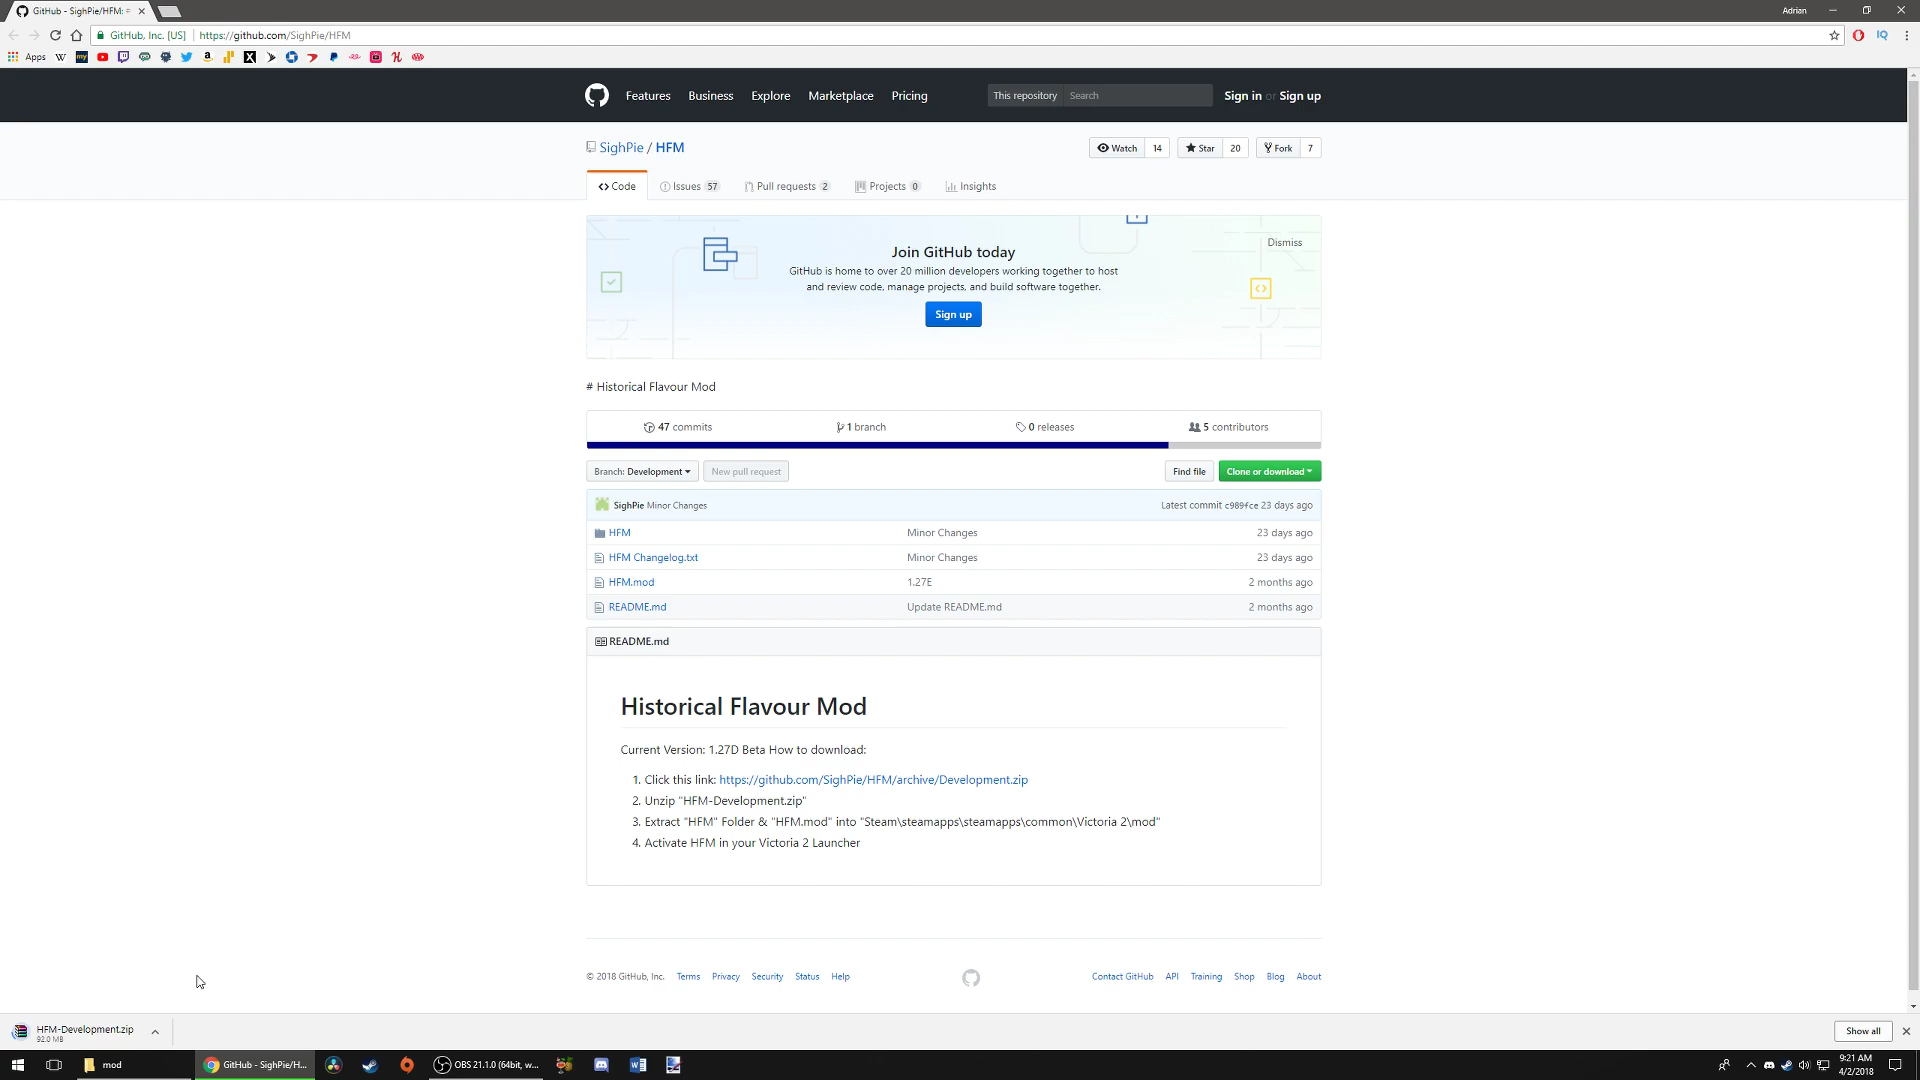 GitHub - SighPie/HFM: =
Adrian
GitHub, Inc. [US] https://github.com/SighPie/HFM
Apps
Features Business Explore Marketplace Pricing This repository Search Sign in or Sign up
SighPie / HFM
Watch 14 Star 20 Fork 7
Code Issues 57 Pull requests 2 Projects 0 Insights
Dismiss
Join GitHub today
GitHub is home to over 20 million developers working together to host
and review code, manage projects, and build software together.
Sign up
# Historical Flavour Mod
47 commits 1 branch 0 releases 5 contributors
Branch: Development New pull request Find file Clone or download
SighPie Minor Changes Latest commit c989fce 23 days ago
HFM Minor Changes 23 days ago
HFM Changelog.txt Minor Changes 23 days ago
HFM.mod 1.27E 2 months ago
README.md Update README.md 2 months ago
README.md
Historical Flavour Mod
Current Version: 1.27D Beta How to download:
1. Click this link: https://github.com/SighPie/HFM/archive/Development.zip
2. Unzip "HFM-Development.zip"
3. Extract "HFM" Folder & "HFM.mod" into "Steam\steamapps\steamapps\common\Victoria 2\mod"
4. Activate HFM in your Victoria 2 Launcher
© 2018 GitHub, Inc. Terms Privacy Security Status Help Contact GitHub API Training Shop Blog About
HFM-Development.zip
92.0 MB
Show all
mod GitHub - SighPie/H... OBS 21.1.0 (64bit, w...
9:21 AM
4/2/2018